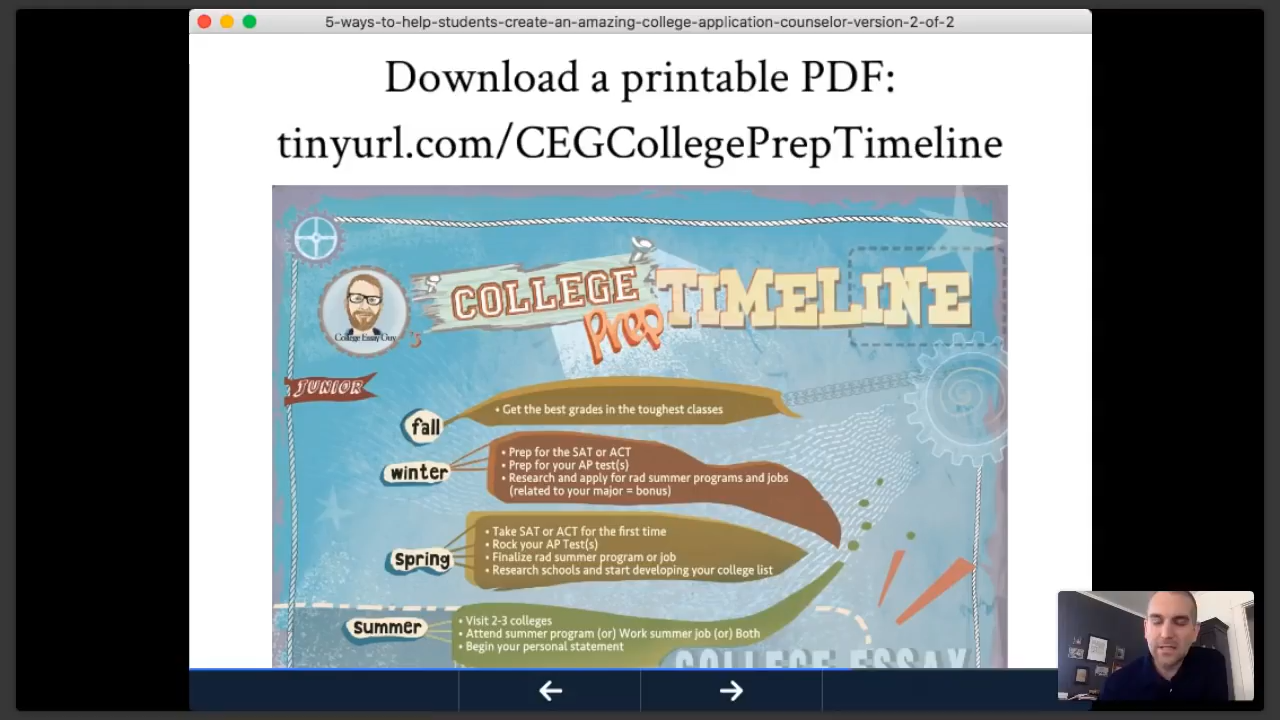 5-ways-to-help-students-create-an-amazing-college-application-counselor-version-2-of-2
Download a printable PDF:
tinyurl.com/CEGCollegePrepTimeline
College Essay Guy
's
COLLEGE
Prep
TIMELINE
JUNIOR
fall
• Get the best grades in the toughest classes
winter
• Prep for the SAT or ACT
• Prep for your AP test(s)
• Research and apply for rad summer programs and jobs
(related to your major = bonus)
Spring
• Take SAT or ACT for the first time
• Rock your AP Test(s)
• Finalize rad summer program or job
• Research schools and start developing your college list
Summer
• Visit 2-3 colleges
• Attend summer program (or) Work summer job (or) Both
• Begin your personal statement
COLLEGE ESSAY